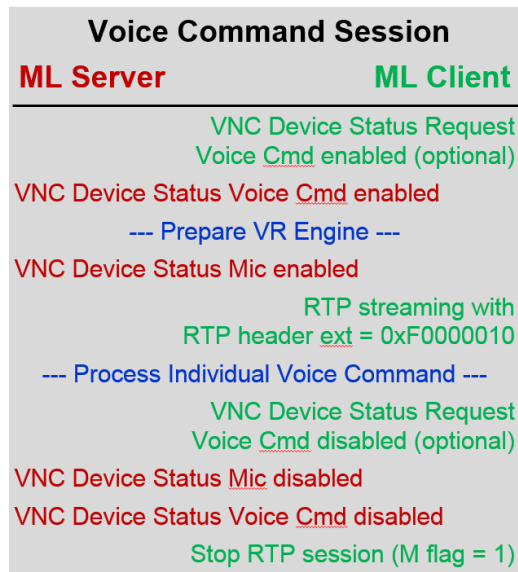 Voice Command Session
ML Server ML Client
VNC Device Status Request
Voice Cmd enabled (optional)
VNC Device Status Voice Cmd enabled
--- Prepare VR Engine ---
VNC Device Status Mic enabled
RTP streaming with
RTP header ext = 0xF0000010
--- Process Individual Voice Command ---
VNC Device Status Request
Voice Cmd disabled (optional)
VNC Device Status Mic disabled
VNC Device Status Voice Cmd disabled
Stop RTP session (M flag = 1)